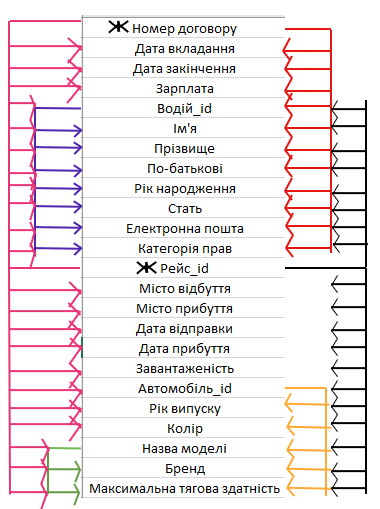 Ж Номер договору
Дата вкладання
Дата закінчення
Зарплата
Водій_id
Ім'я
Прізвище
По-батькові
Рік народження
Стать
Електронна пошта
Категорія прав
Ж Рейс_id
Місто відбуття
Місто прибуття
Дата відправки
Дата прибуття
Завантаженість
Автомобіль_id
Рік випуску
Колір
Назва моделі
Бренд
Максимальна тягова здатність